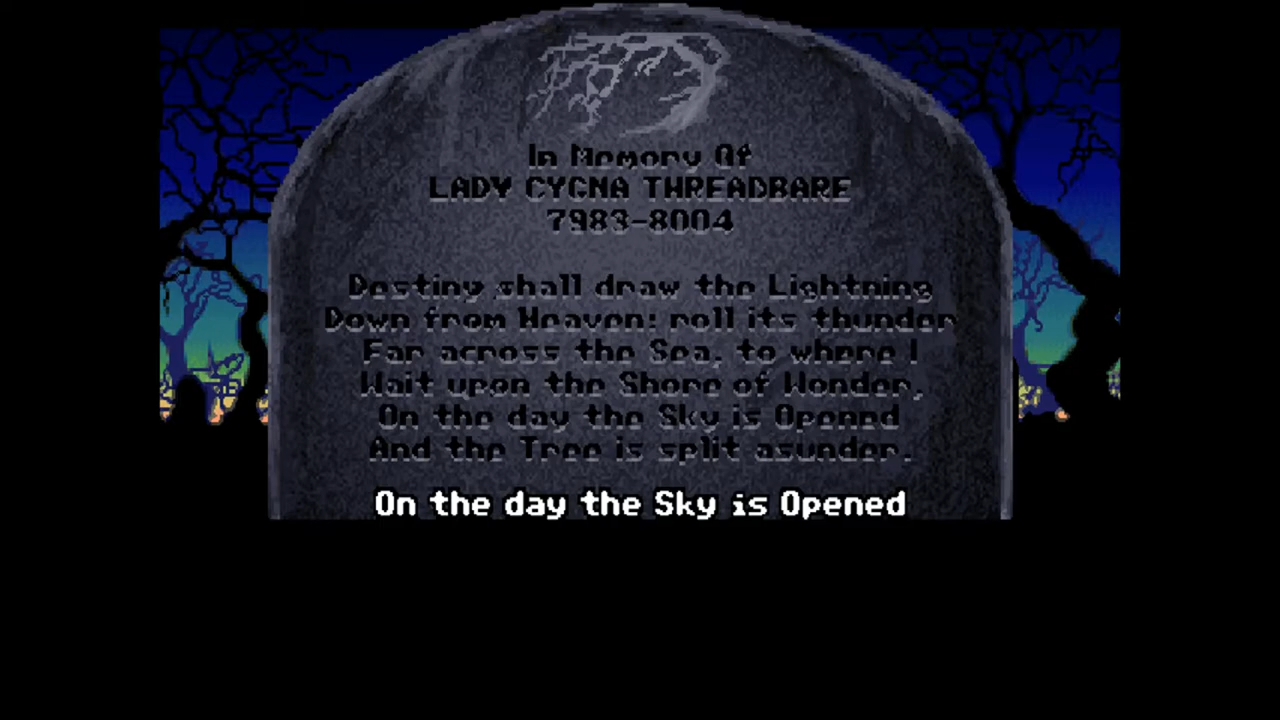 In Memory Of
LADY CYGNA THREADBARE
7983-8004
Destiny shall draw the Lightning
Down from Heaven: roll its thunder
Far across the Sea, to where I
Wait upon the Shore of Wonder,
On the day the Sky is Opened
And the Tree is split asunder.
On the day the Sky is Opened